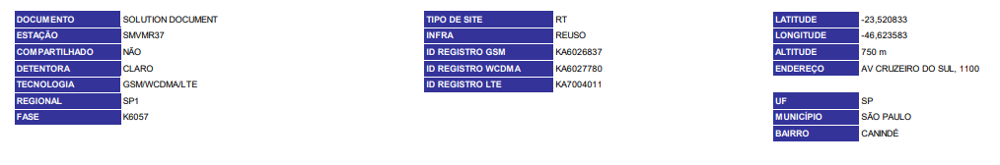 DOCUMENTO SOLUTION DOCUMENT
ESTAÇÃO SMVMR37
COMPARTILHADO NÃO
DETENTORA CLARO
TECNOLOGIA GSM/WCDMA/LTE
REGIONAL SP1
FASE K6057
TIPO DE SITE RT
INFRA REUSO
ID REGISTRO GSM KA6026837
ID REGISTRO WCDMA KA6027780
ID REGISTRO LTE KA7004011
LATITUDE -23,520833
LONGITUDE -46,623583
ALTITUDE 750 m
ENDEREÇO AV CRUZEIRO DO SUL, 1100
UF SP
MUNICÍPIO SÃO PAULO
BAIRRO CANINDÉ